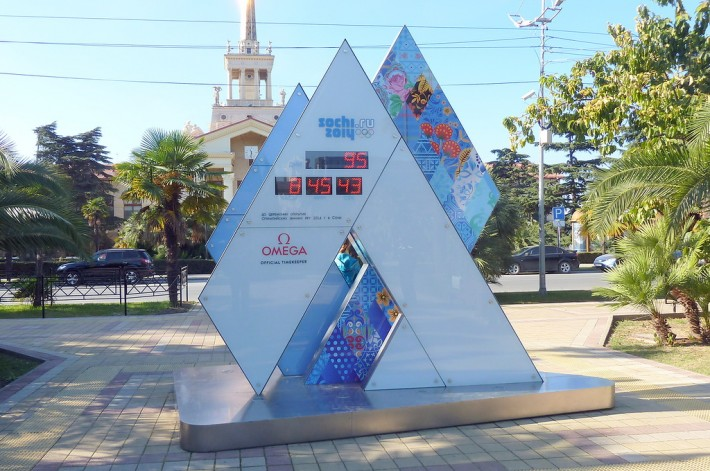 sochi.ru
2014
95
8 45 43
Ω
OMEGA
OFFICIAL TIMEKEEPER
P